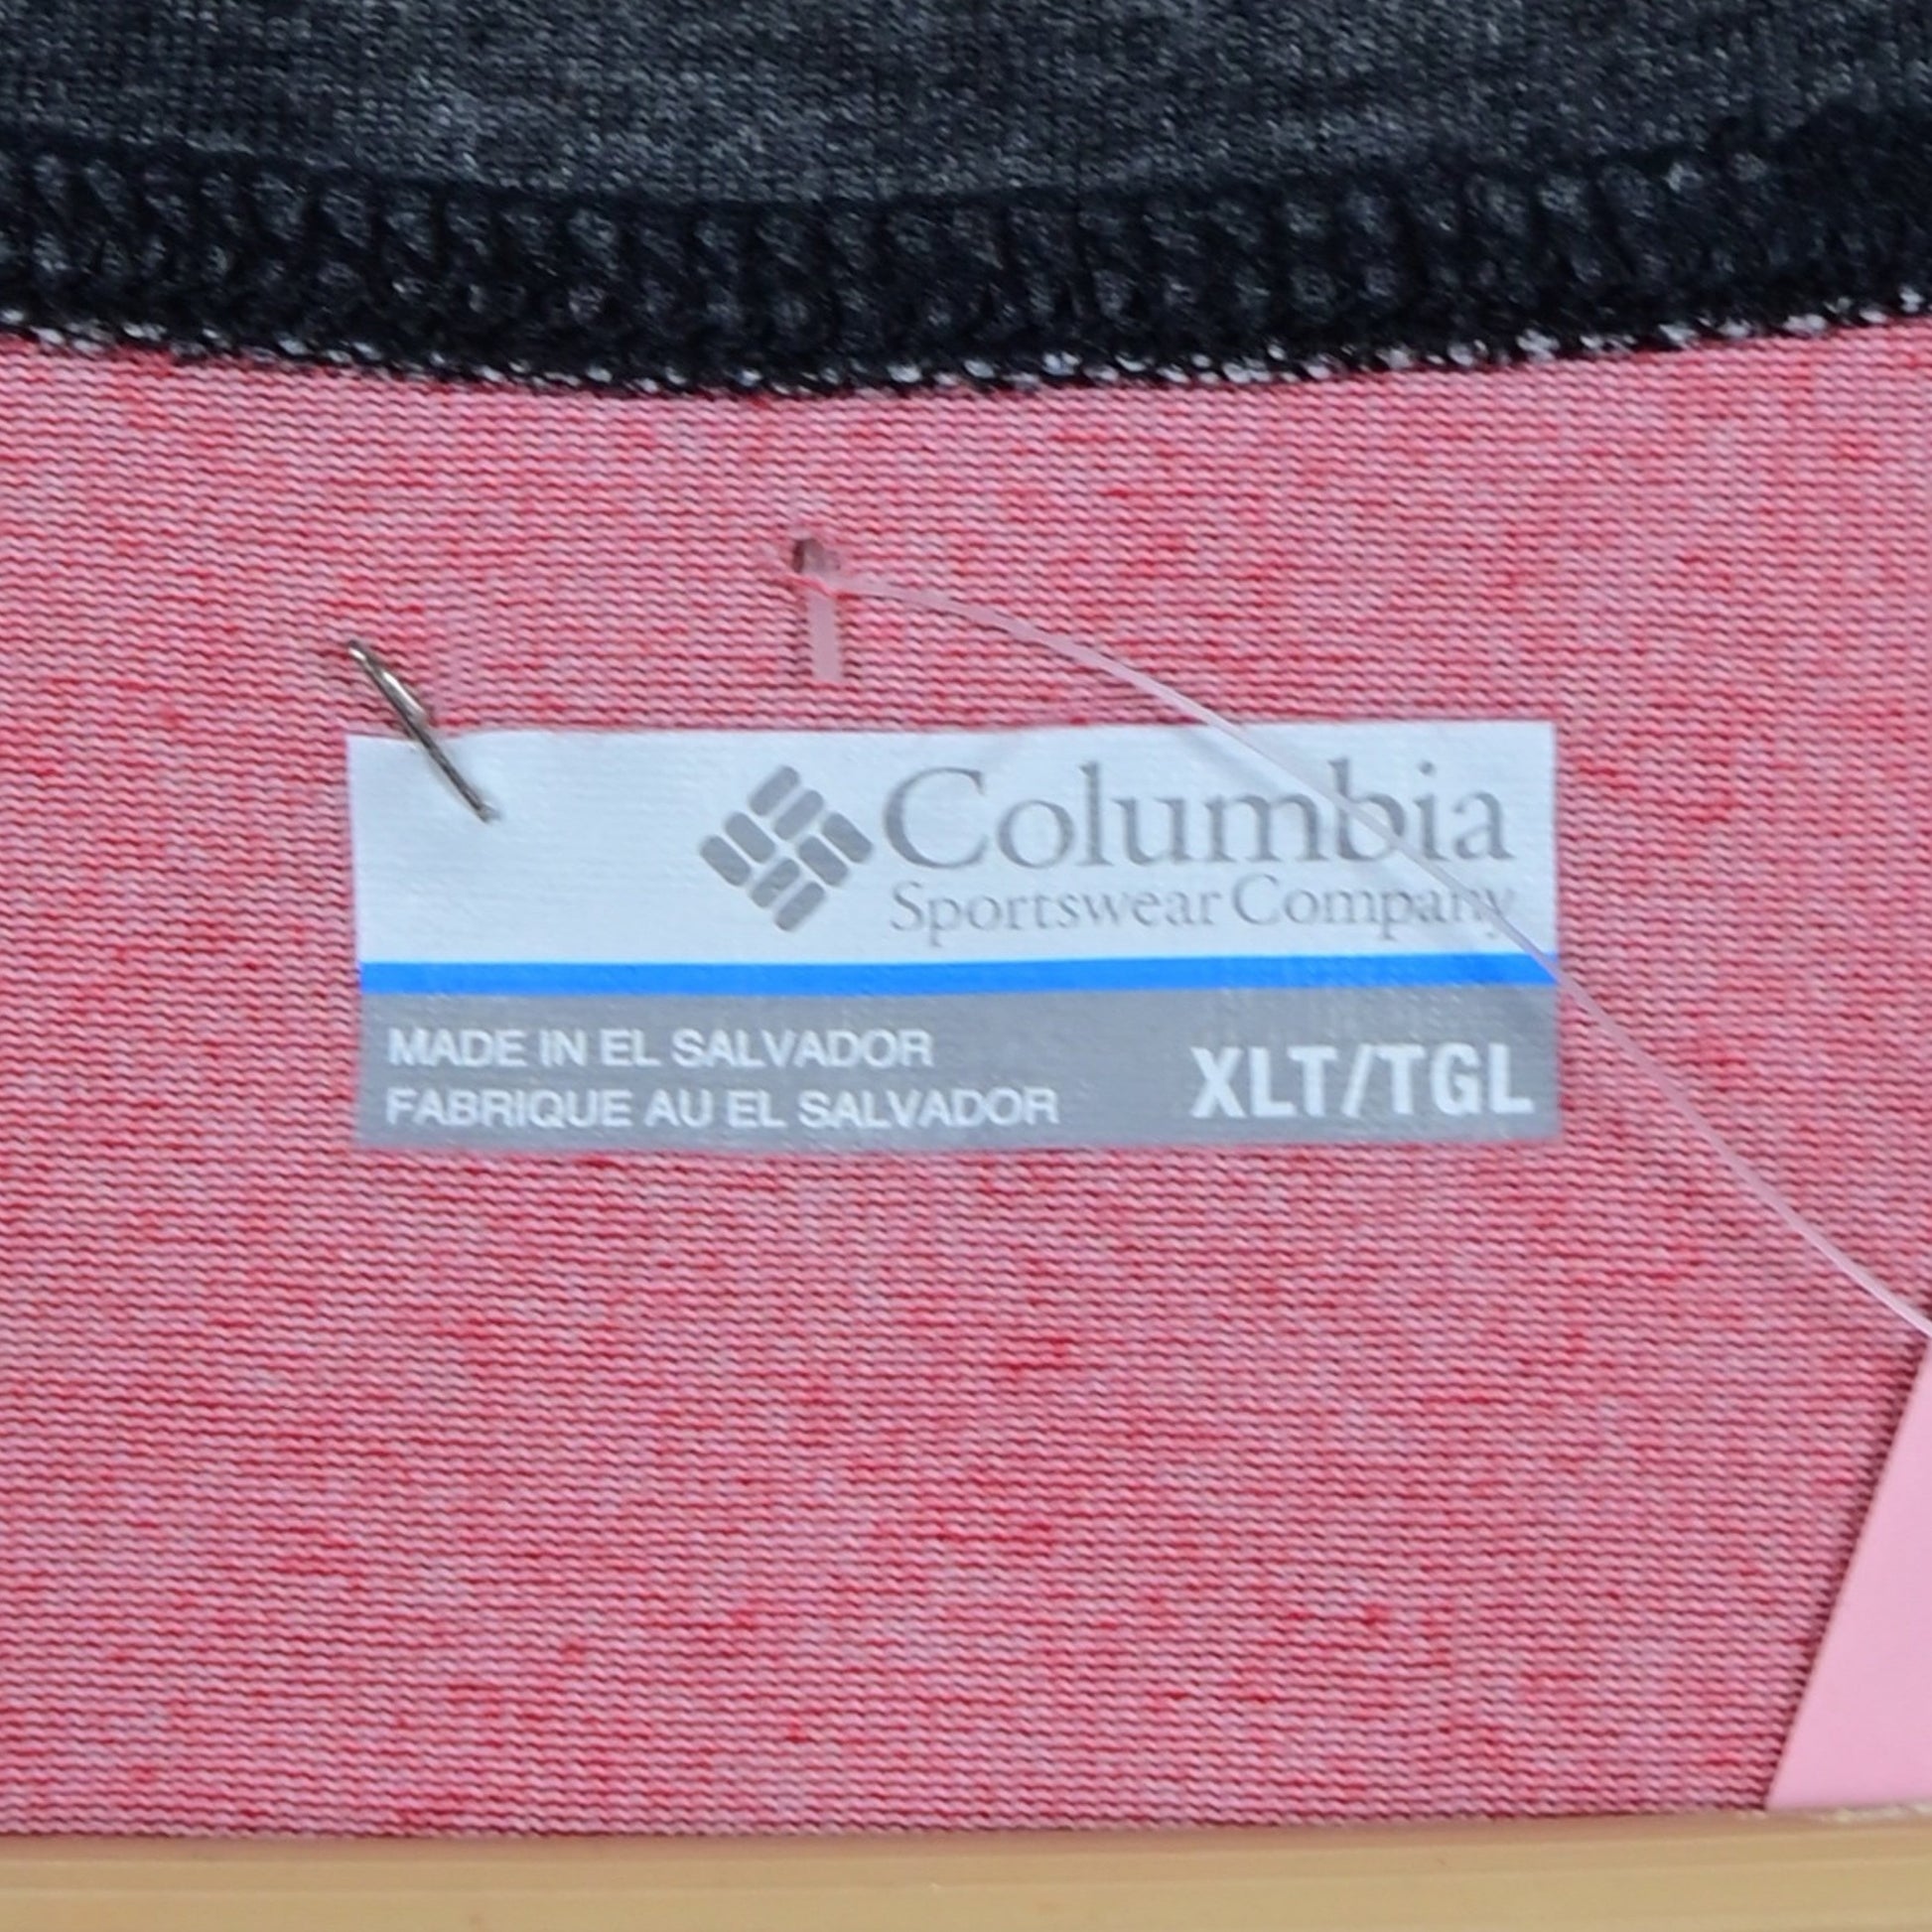 Columbia
Sportswear Company
MADE IN EL SALVADOR
FABRIQUE AU EL SALVADOR
XLT/TGL